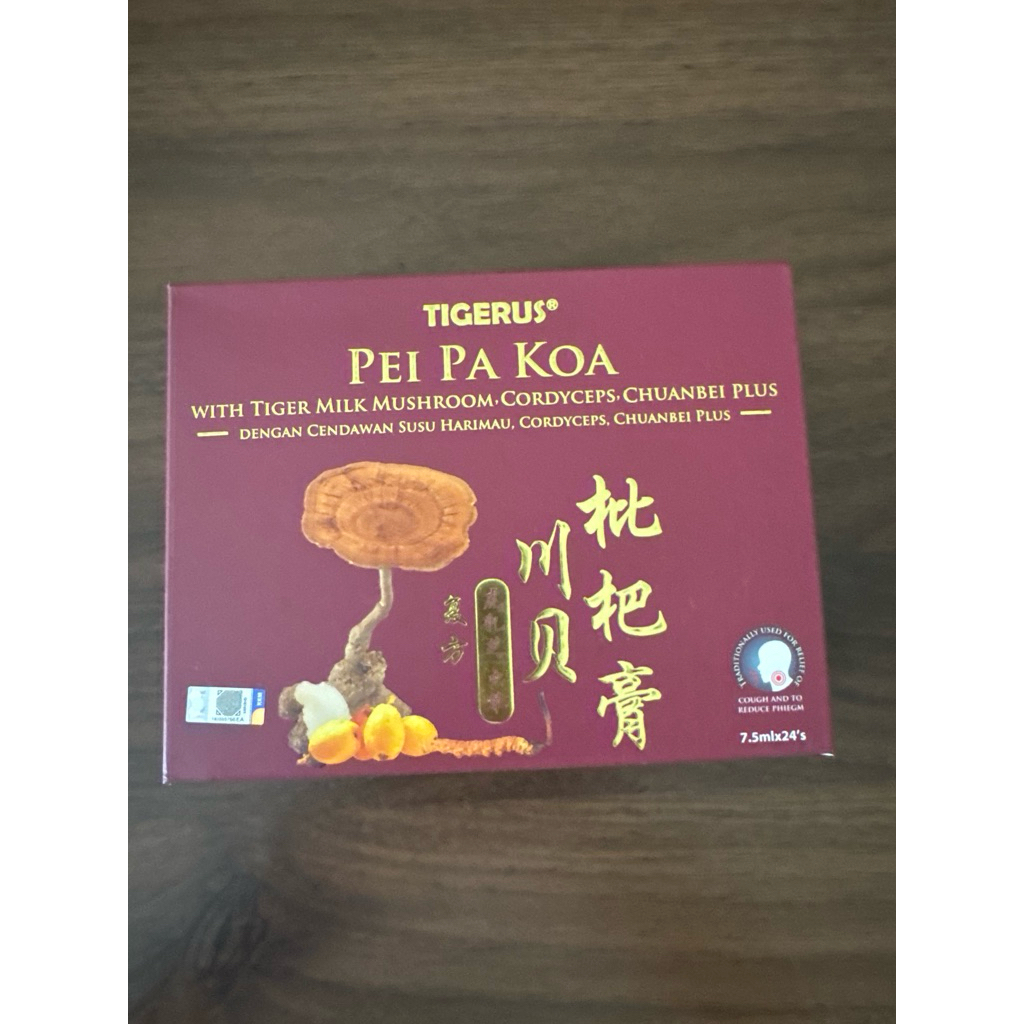 TIGERUS®
PEI PA KOA
WITH TIGER MILK MUSHROOM, CORDYCEPS, CHUANBEI PLUS
DENGAN CENDAWAN SUSU HARIMAU, CORDYCEPS, CHUANBEI PLUS
枇杷膏
川贝
复方
TRADITIONALLY USED FOR RELIEF OF
COUGH AND TO
REDUCE PHIEGM
7.5mlx24's